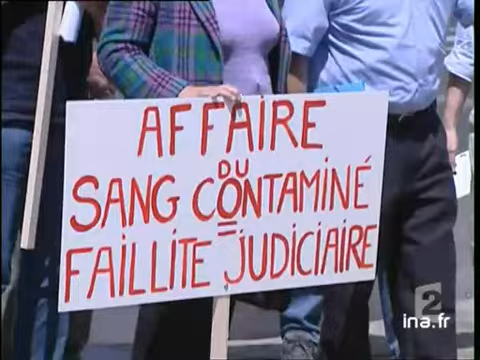 AFFAIRE
DU
SANG CONTAMINÉ
=
FAILLITE JUDICIAIRE
2
ina.fr